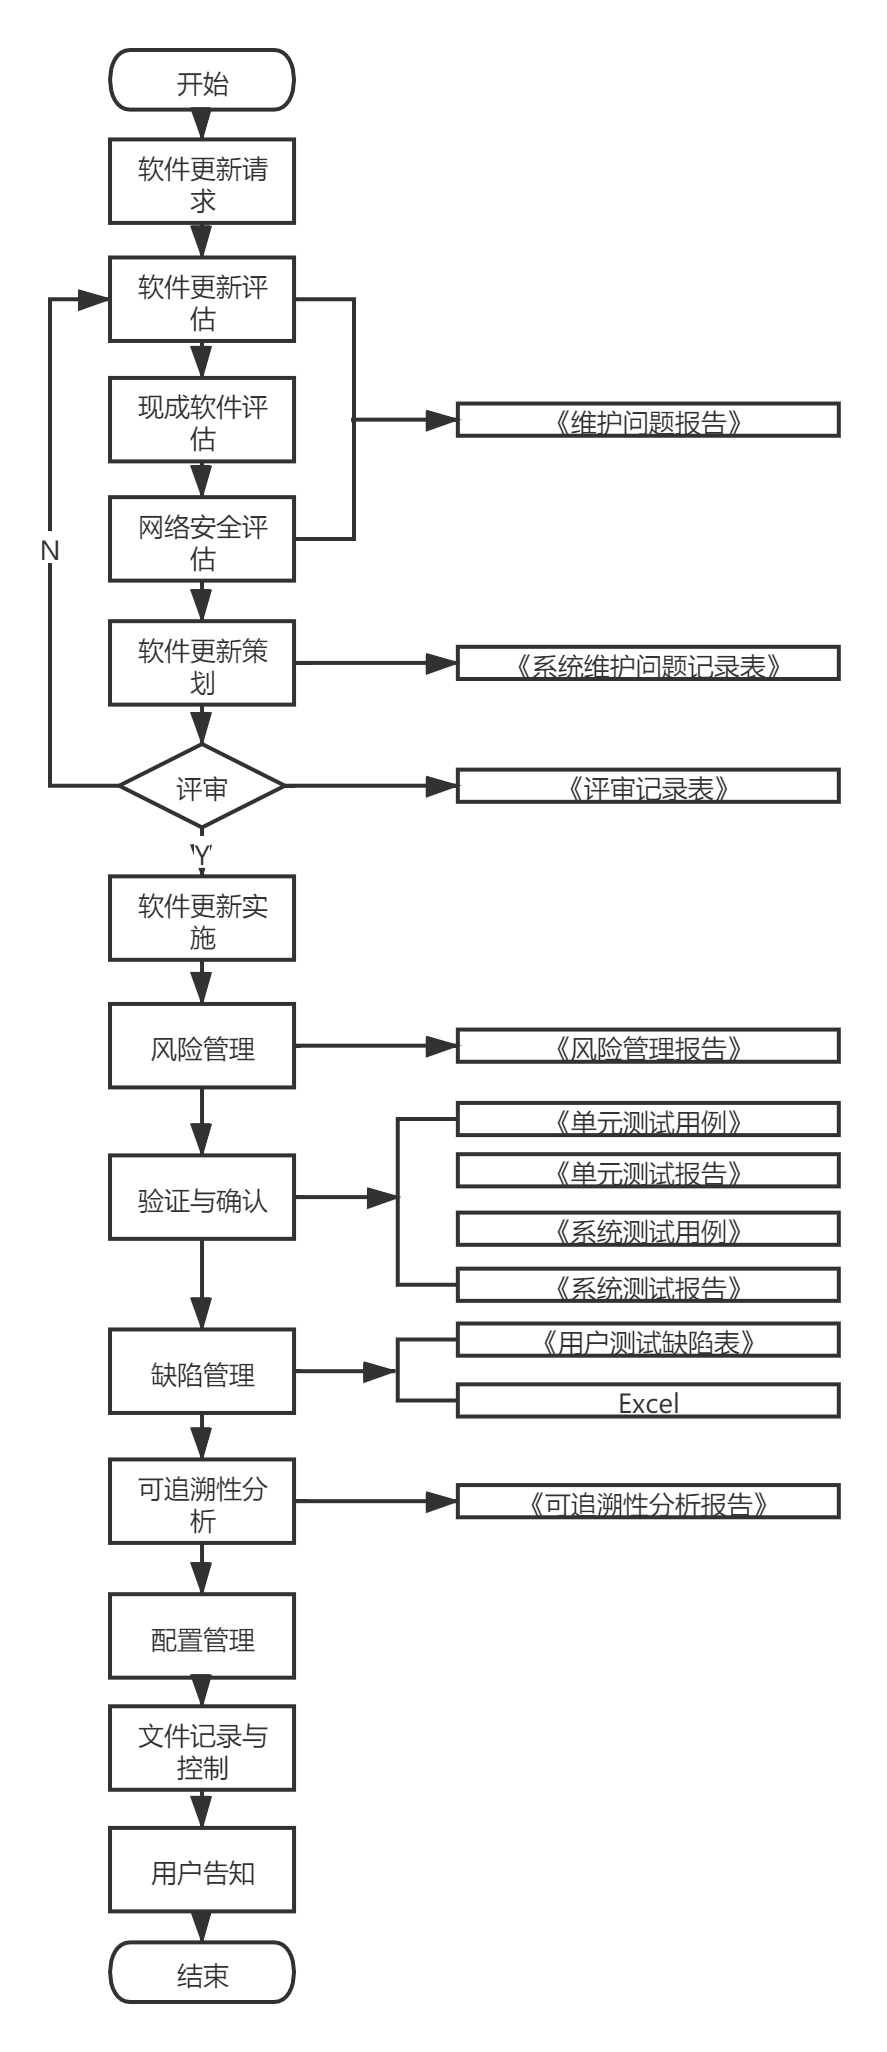 开始
软件更新请
求
软件更新评
估
现成软件评
估
《维护问题报告》
网络安全评
估
N
软件更新策
划
《系统维护问题记录表》
评审
《评审记录表》
Y
软件更新实
施
风险管理
《风险管理报告》
《单元测试用例》
《单元测试报告》
验证与确认
《系统测试用例》
《系统测试报告》
《用户测试缺陷表》
缺陷管理
Excel
可追溯性分
析
《可追溯性分析报告》
配置管理
文件记录与
控制
用户告知
结束